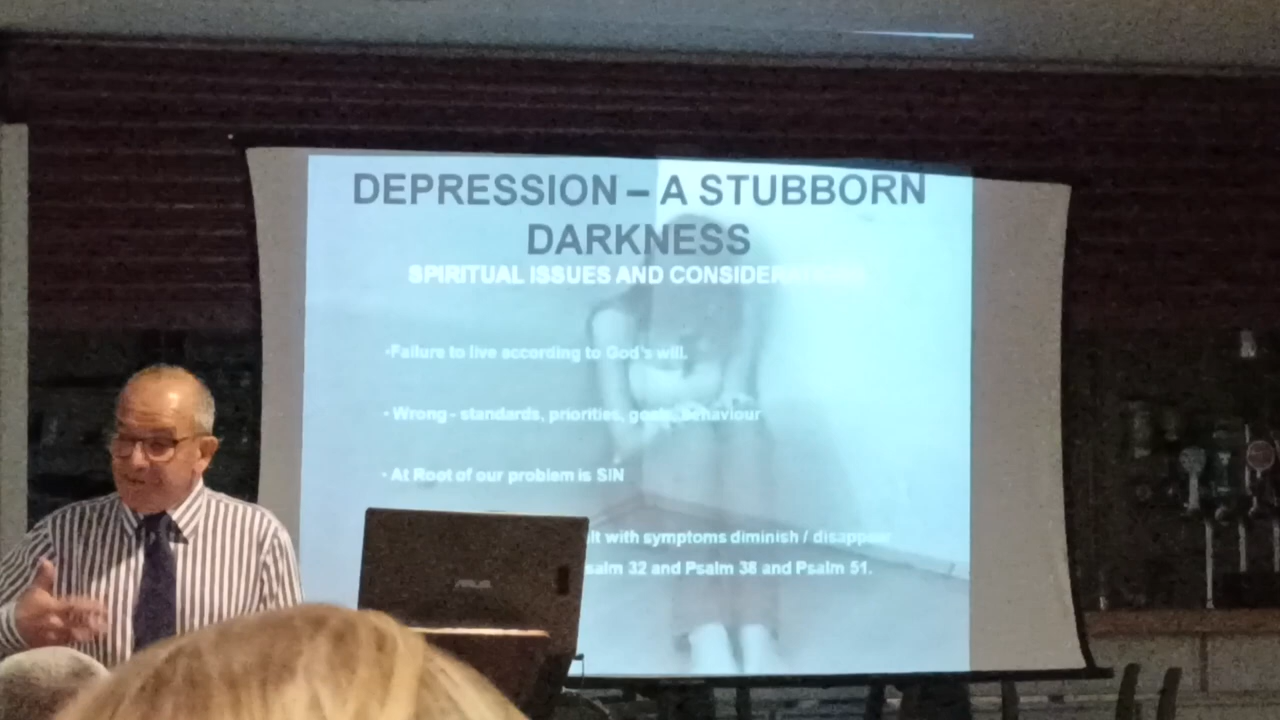 DEPRESSION – A STUBBORN
DARKNESS
SPIRITUAL ISSUES AND
-Failure to live according to God's will.
- Wrong - standards, priorities, goals, behaviour
- At Root of our problem is SIN
with symptoms diminish / disappear
Psalm 32 and Psalm 38 and Psalm 51.
ASUS